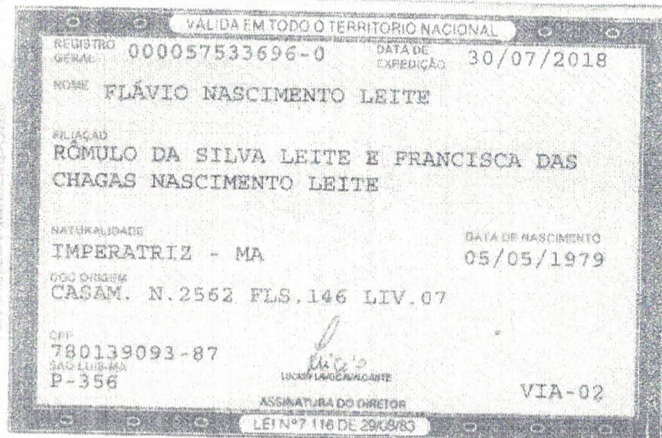 VÁLIDA EM TODO O TERRITÓRIO NACIONAL
REGISTRO GERAL 000057533696-0 DATA DE EXPEDIÇÃO 30/07/2018
NOME FLÁVIO NASCIMENTO LEITE
FILIAÇÃO
RÔMULO DA SILVA LEITE E FRANCISCA DAS
CHAGAS NASCIMENTO LEITE
NATURALIDADE DATA DE NASCIMENTO
IMPERATRIZ - MA 05/05/1979
DOC ORIGEM
CASAM. N.2562 FLS.146 LIV.07
CPF
780139093-87
SÃO LUIS-MA
P-356 VIA-02
ASSINATURA DO DIRETOR
LEI Nº 7.116 DE 29/08/83